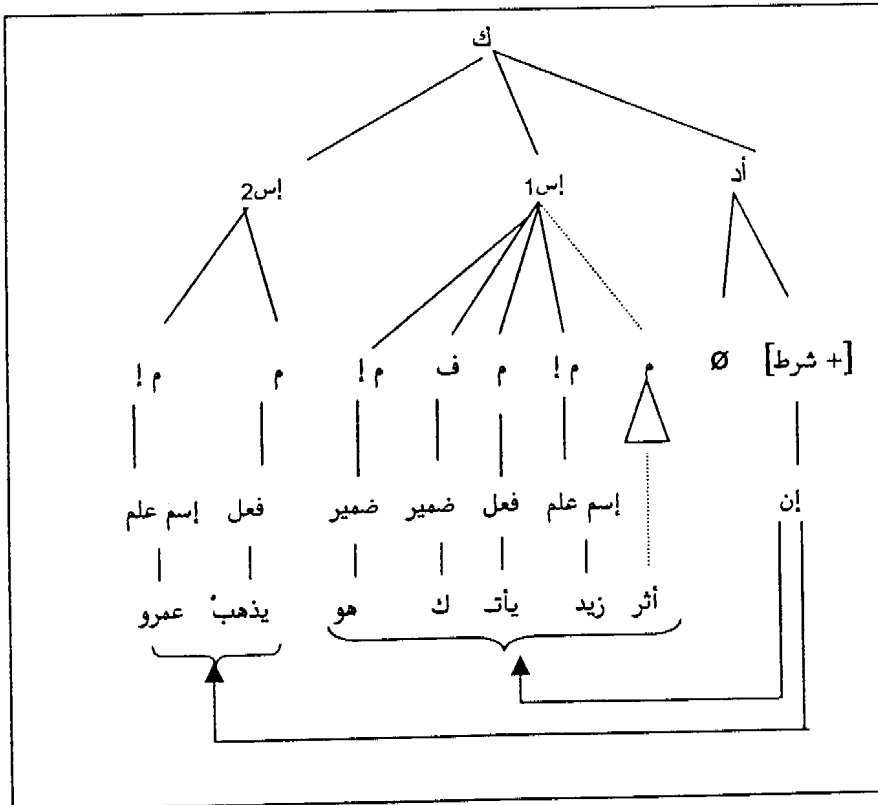 ك
أد إس1 إس2
[+ شرط] Ø م م إ م ف م إ م م إ
إن إسم علم فعل ضمير ضمير فعل إسم علم
أثر زيد يأتـ ك هو يذهبْ عمرو